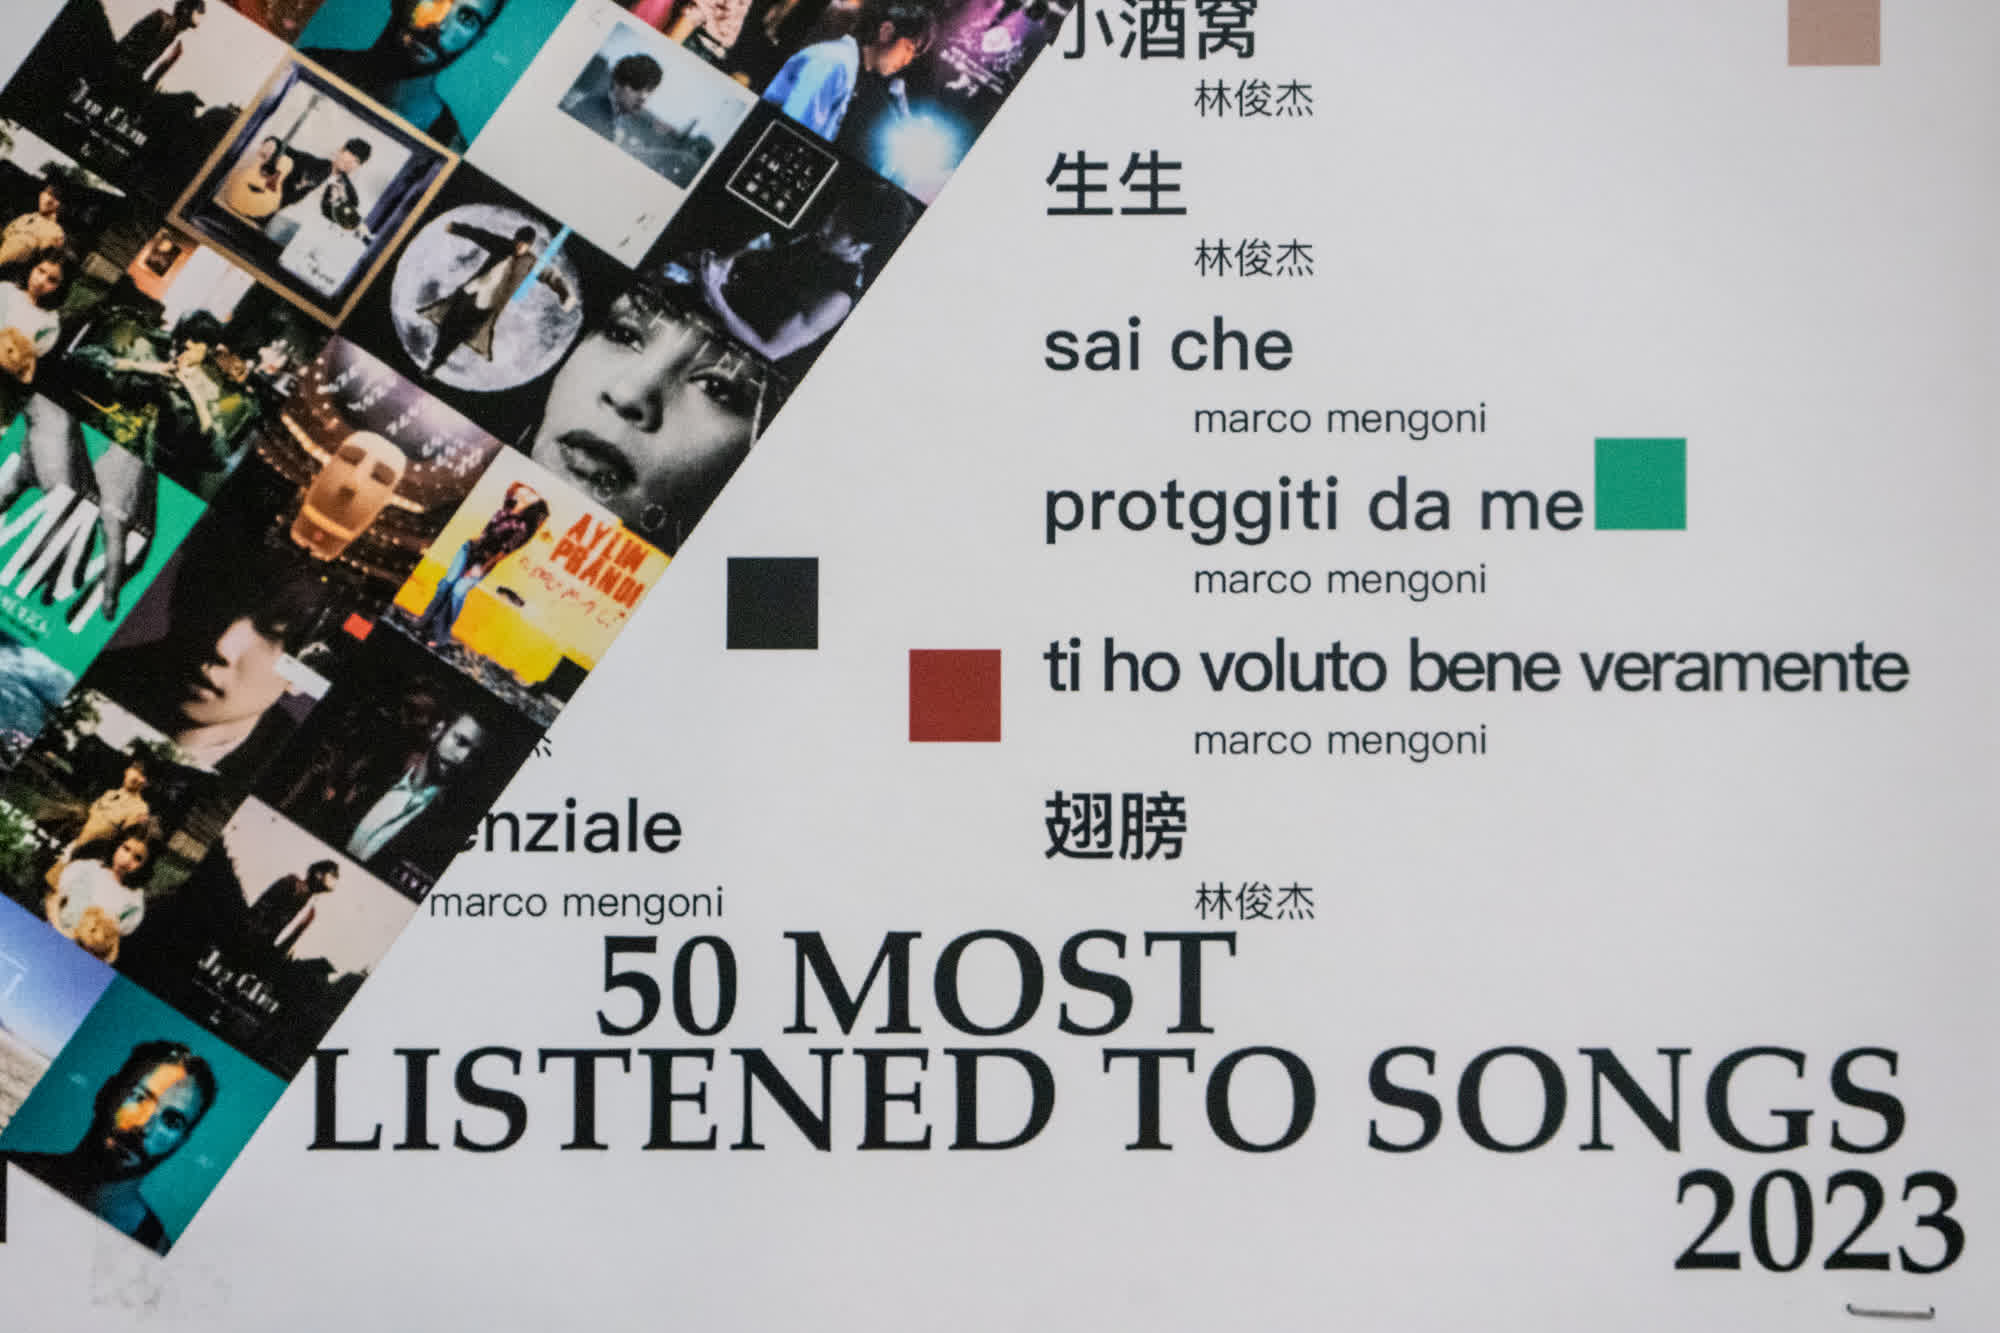 小酒窝
林俊杰
生生
林俊杰
sai che
marco mengoni
protggiti da me
marco mengoni
ti ho voluto bene veramente
marco mengoni
翅膀
林俊杰
杰
enziale
marco mengoni
50 MOST
LISTENED TO SONGS
2023
AYLIN
PRANDI